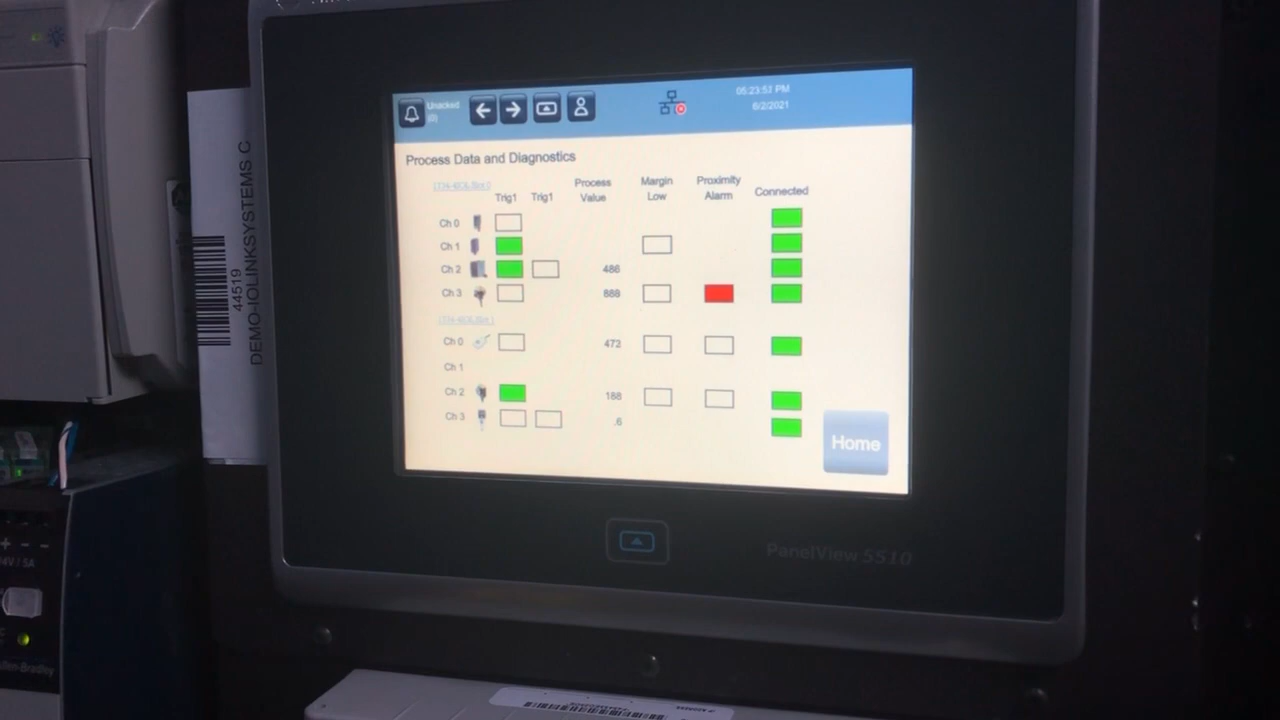 Unacked
(0)
05:23:51 PM
6/2/2021
Process Data and Diagnostics
Trig1 Trig1 Process Value Margin Low Proximity Alarm Connected
Ch 0
Ch 1
Ch 2 486
Ch 3 888
Ch 0 472
Ch 1
Ch 2 188
Ch 3 .6
Home
PanelView 5510
44519
DEMO-IOLINKSYSTEMS C
+ - -